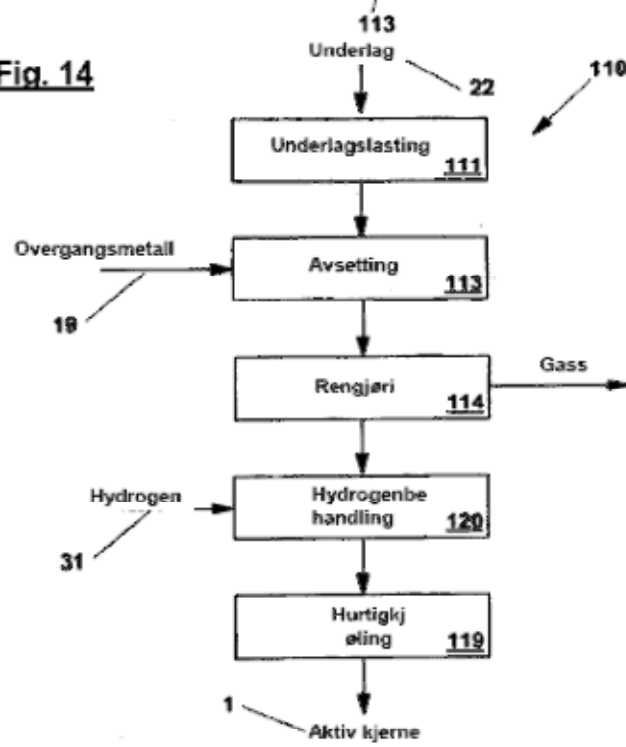 113
Fig. 14
Underlag
22
110
Underlagslasting
111
Overgangsmetall
19
Avsetting
113
Rengjøri
114
Gass
Hydrogen
31
Hydrogenbe
handling
120
Hurtigkj
øling
119
1
Aktiv kjerne